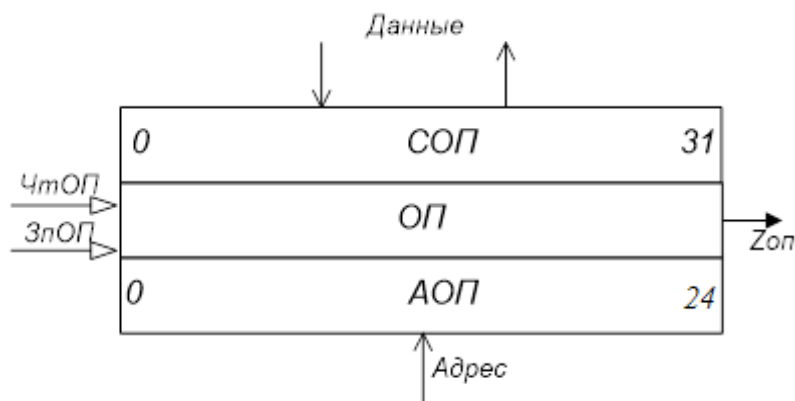 Данные
0 СОП 31
ЧтОП
ОП
ЗпОП
Zоп
0 АОП 24
Адрес